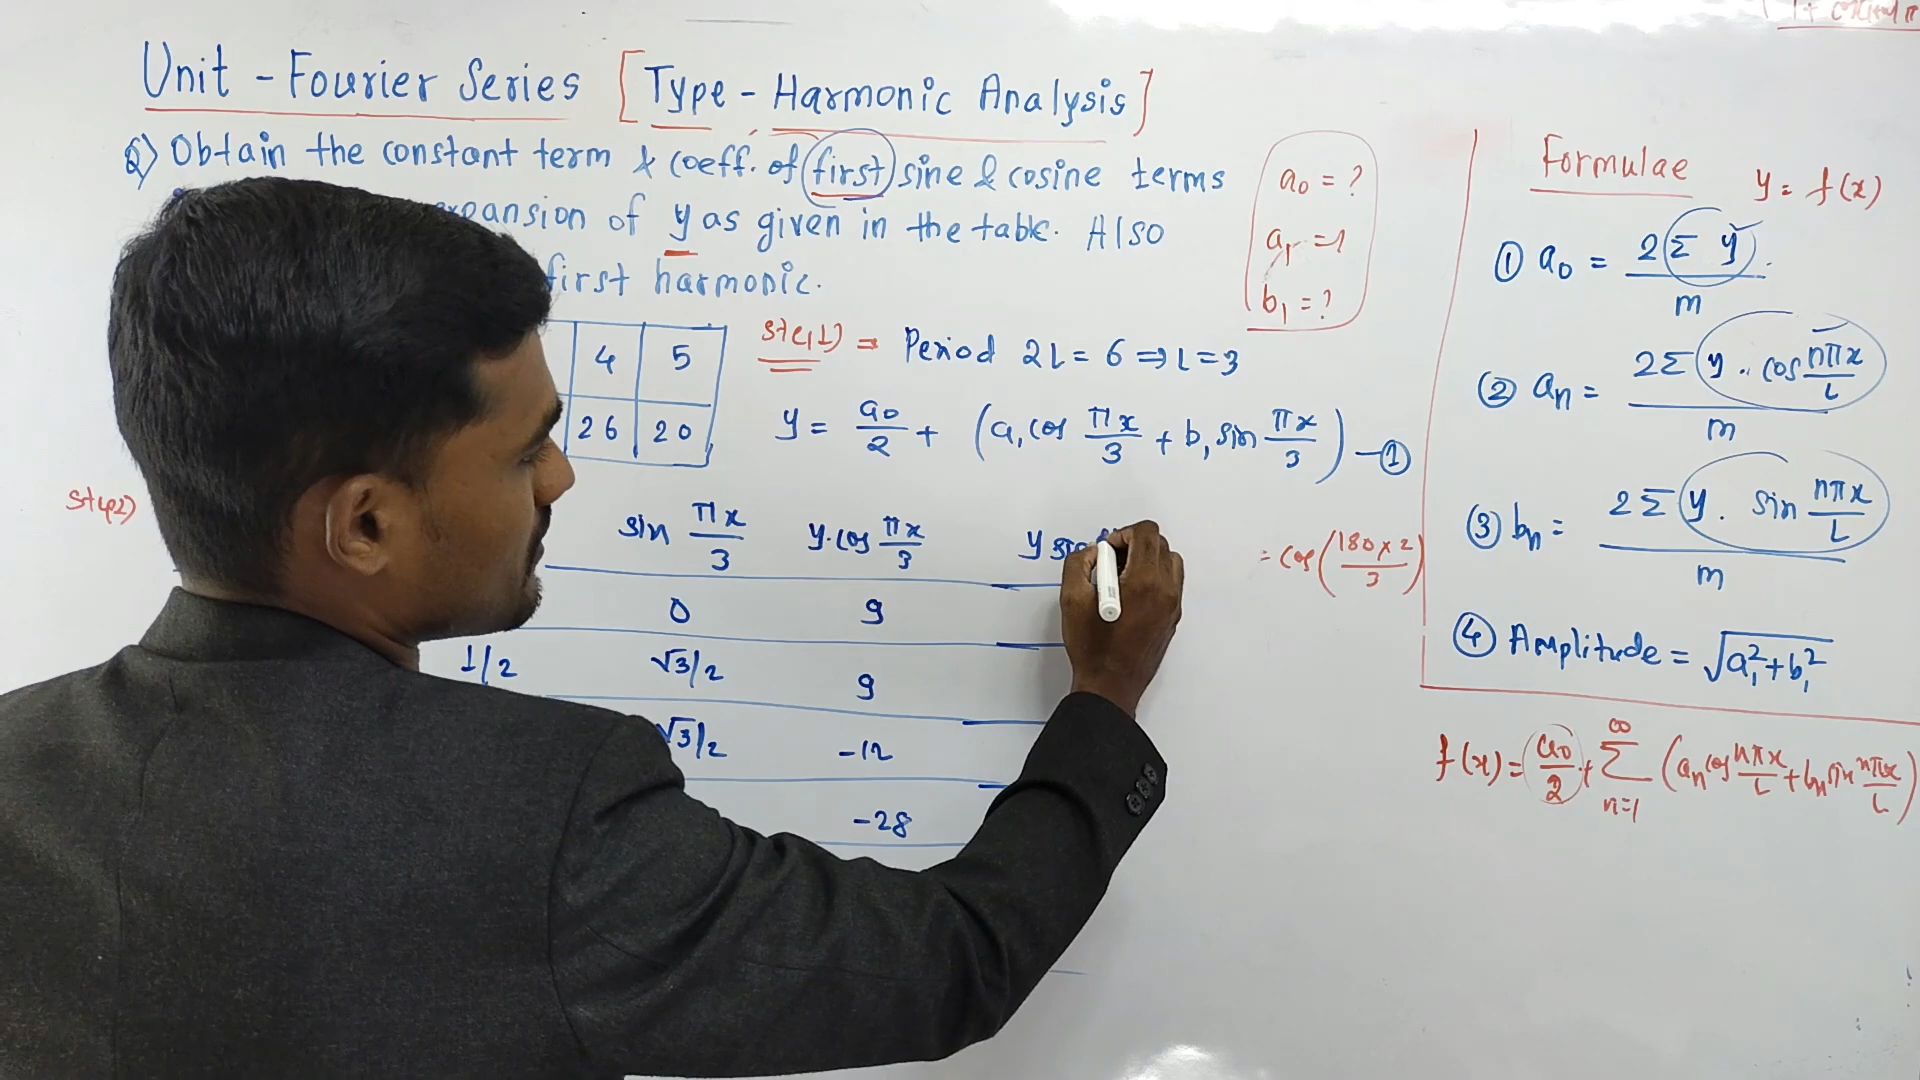 Unit - Fourier Series [Type - Harmonic Analysis]
Q) Obtain the constant term & coeff. of first sine & cosine terms
expansion of y as given in the table. Also
first harmonic.
a0 = ?
b1 = ?
4 5
26 20
Period 2L = 6 ⇒ L = 3
y = a0/2 + (a1 cos πx/3 + b1 sin πx/3) —①
sin πx/3 y.cos πx/3 y
0 9
1/2 √3/2 9
√3/2 -12
-28
= cos(180×2/3)
Formulae y = f(x)
① a0 = 2Σ y / m
② an = 2Σ y . cos nπx/L / m
③ bn = 2Σ y . sin nπx/L / m
④ Amplitude = √a1²+b1²
f(x) = a0/2 + ∞Σn=1 (an cos nπx/L + bn sin nπx/L)